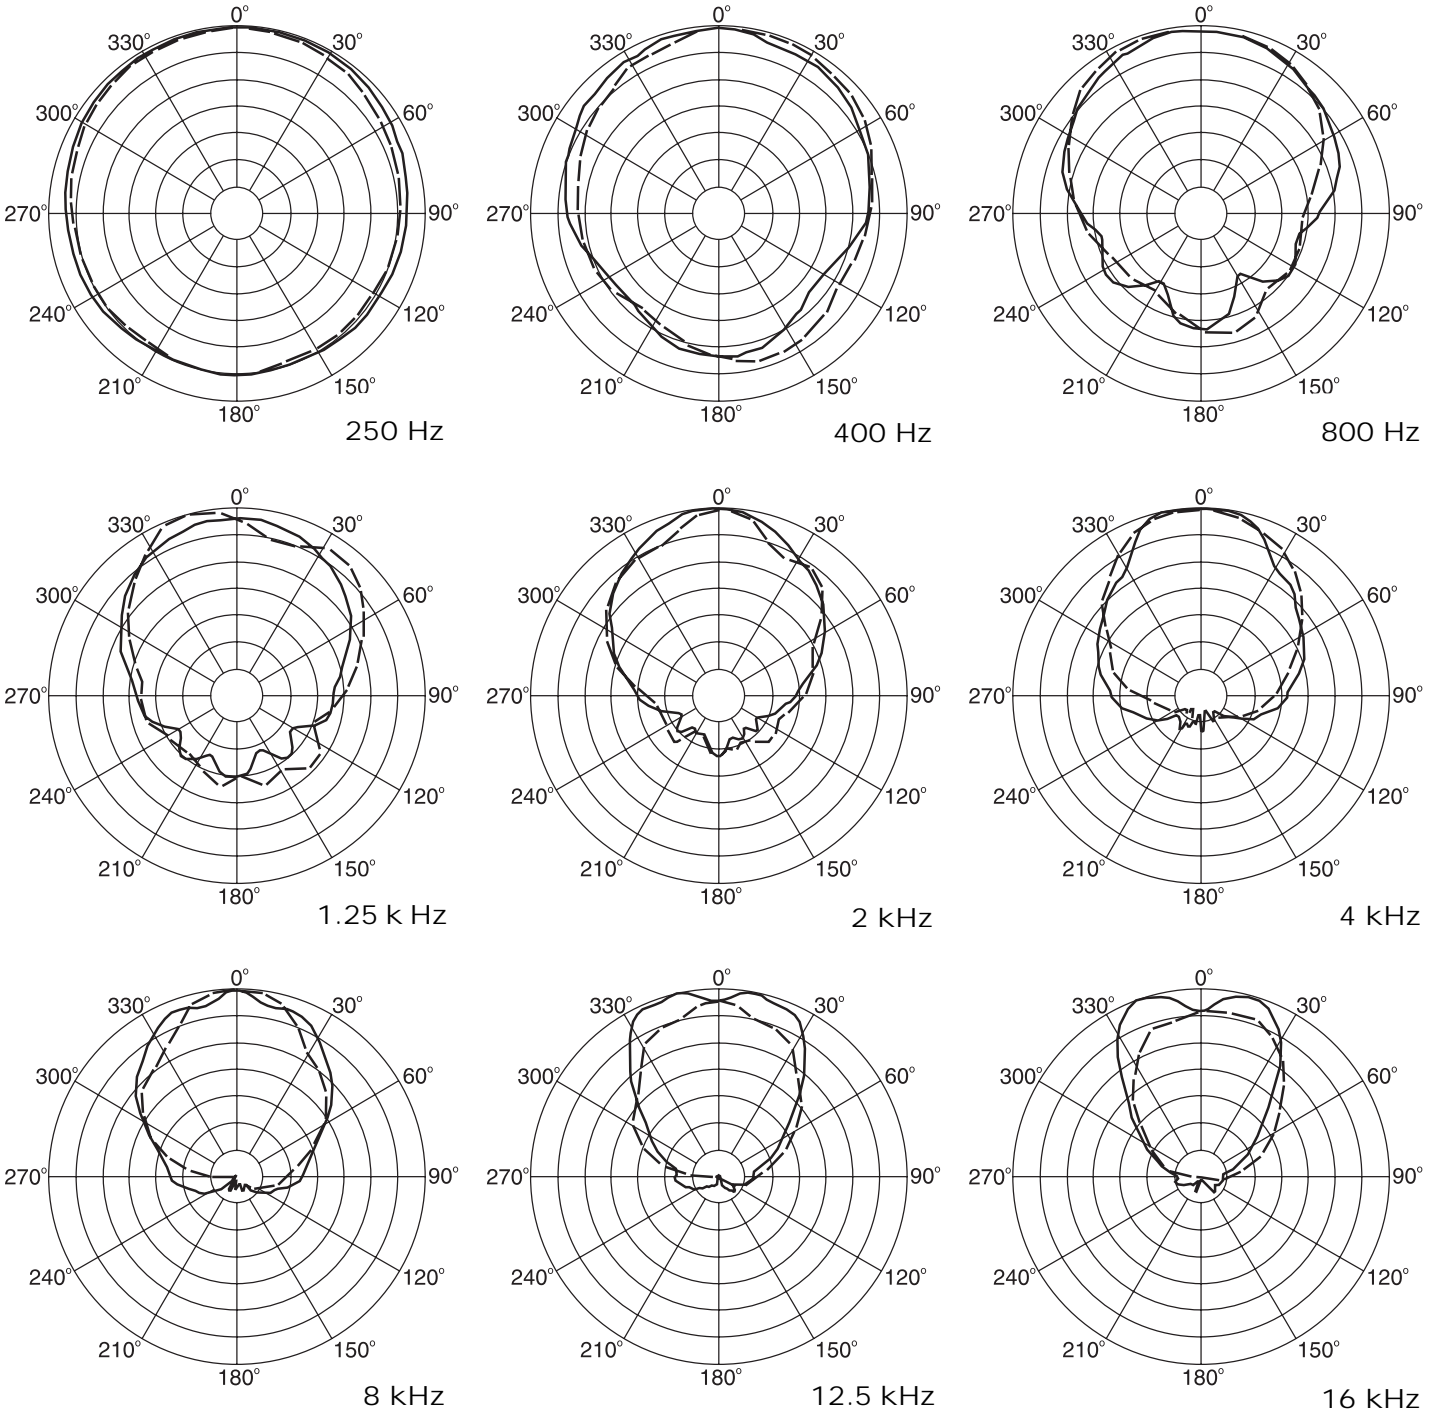 0° 0° 0°
330° 30° 330° 30° 330° 30°
300° 60° 300° 60° 300° 60°
270° 90° 270° 90° 270° 90°
240° 120° 240° 120° 240° 120°
210° 150° 210° 150° 210° 150°
180° 180° 180°
250 Hz 400 Hz 800 Hz
0° 0° 0°
330° 30° 330° 30° 330° 30°
300° 60° 300° 60° 300° 60°
270° 90° 270° 90° 270° 90°
240° 120° 240° 120° 240° 120°
210° 150° 210° 150° 210° 150°
180° 180° 180°
1.25 k Hz 2 kHz 4 kHz
0° 0° 0°
330° 30° 330° 30° 330° 30°
300° 60° 300° 60° 300° 60°
270° 90° 270° 90° 270° 90°
240° 120° 240° 120° 240° 120°
210° 150° 210° 150° 210° 150°
180° 180° 180°
8 kHz 12.5 kHz 16 kHz